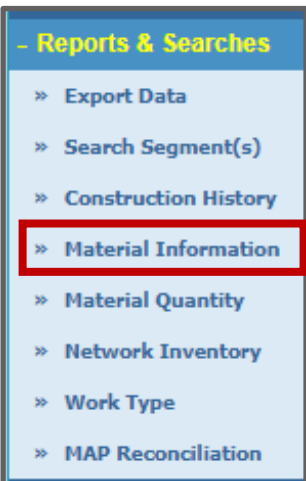 – Reports & Searches
» Export Data
» Search Segment(s)
» Construction History
» Material Information
» Material Quantity
» Network Inventory
» Work Type
» MAP Reconciliation